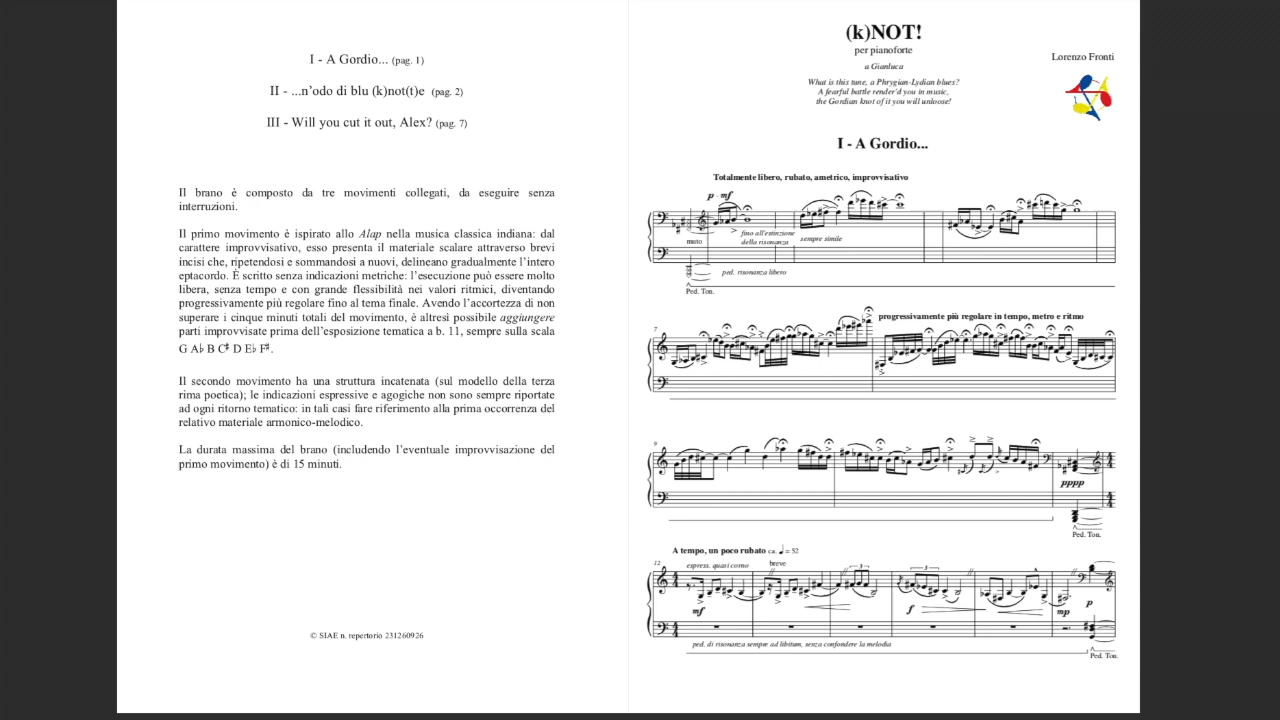 I - A Gordio... (pag. 1)
II - ...n’odo di blu (k)not(t)e (pag. 2)
III - Will you cut it out, Alex? (pag. 7)
Il brano è composto da tre movimenti collegati, da eseguire senza
interruzioni.
Il primo movimento è ispirato allo Alap nella musica classica indiana: dal
carattere improvvisativo, esso presenta il materiale scalare attraverso brevi
incisi che, ripetendosi e sommandosi a nuovi, delineano gradualmente l’intero
eptacordo. È scritto senza indicazioni metriche: l’esecuzione può essere molto
libera, senza tempo e con grande flessibilità nei valori ritmici, diventando
progressivamente più regolare fino al tema finale. Avendo l’accortezza di non
superare i cinque minuti totali del movimento, è altresì possibile aggiungere
parti improvvisate prima dell’esposizione tematica a b. 11, sempre sulla scala
G A♭ B C♯ D E♭ F♯.
Il secondo movimento ha una struttura incatenata (sul modello della terza
rima poetica); le indicazioni espressive e agogiche non sono sempre riportate
ad ogni ritorno tematico: in tali casi fare riferimento alla prima occorrenza del
relativo materiale armonico-melodico.
La durata massima del brano (includendo l’eventuale improvvisazione del
primo movimento) è di 15 minuti.
© SIAE n. repertorio 231260926
(k)NOT!
per pianoforte
a Gianluca
Lorenzo Fronti
What is this tune, a Phrygian-Lydian blues?
A fearful battle render'd you in music,
the Gordian knot of it you will unloose!
I - A Gordio...
Totalmente libero, rubato, ametrico, improvvisativo
p - mf
muto
fino all'estinzione
della risonanza
sempre simile
ped. risonanza libero
Ped. Ton.
7
progressivamente più regolare in tempo, metro e ritmo
9
pppp
Ped. Ton.
A tempo, un poco rubato ca. ♩ = 52
12
espress. quasi corno
breve
3
3
mf
f
mp
p
ped. di risonanza sempre ad libitum, senza confondere la melodia
Ped. Ton.